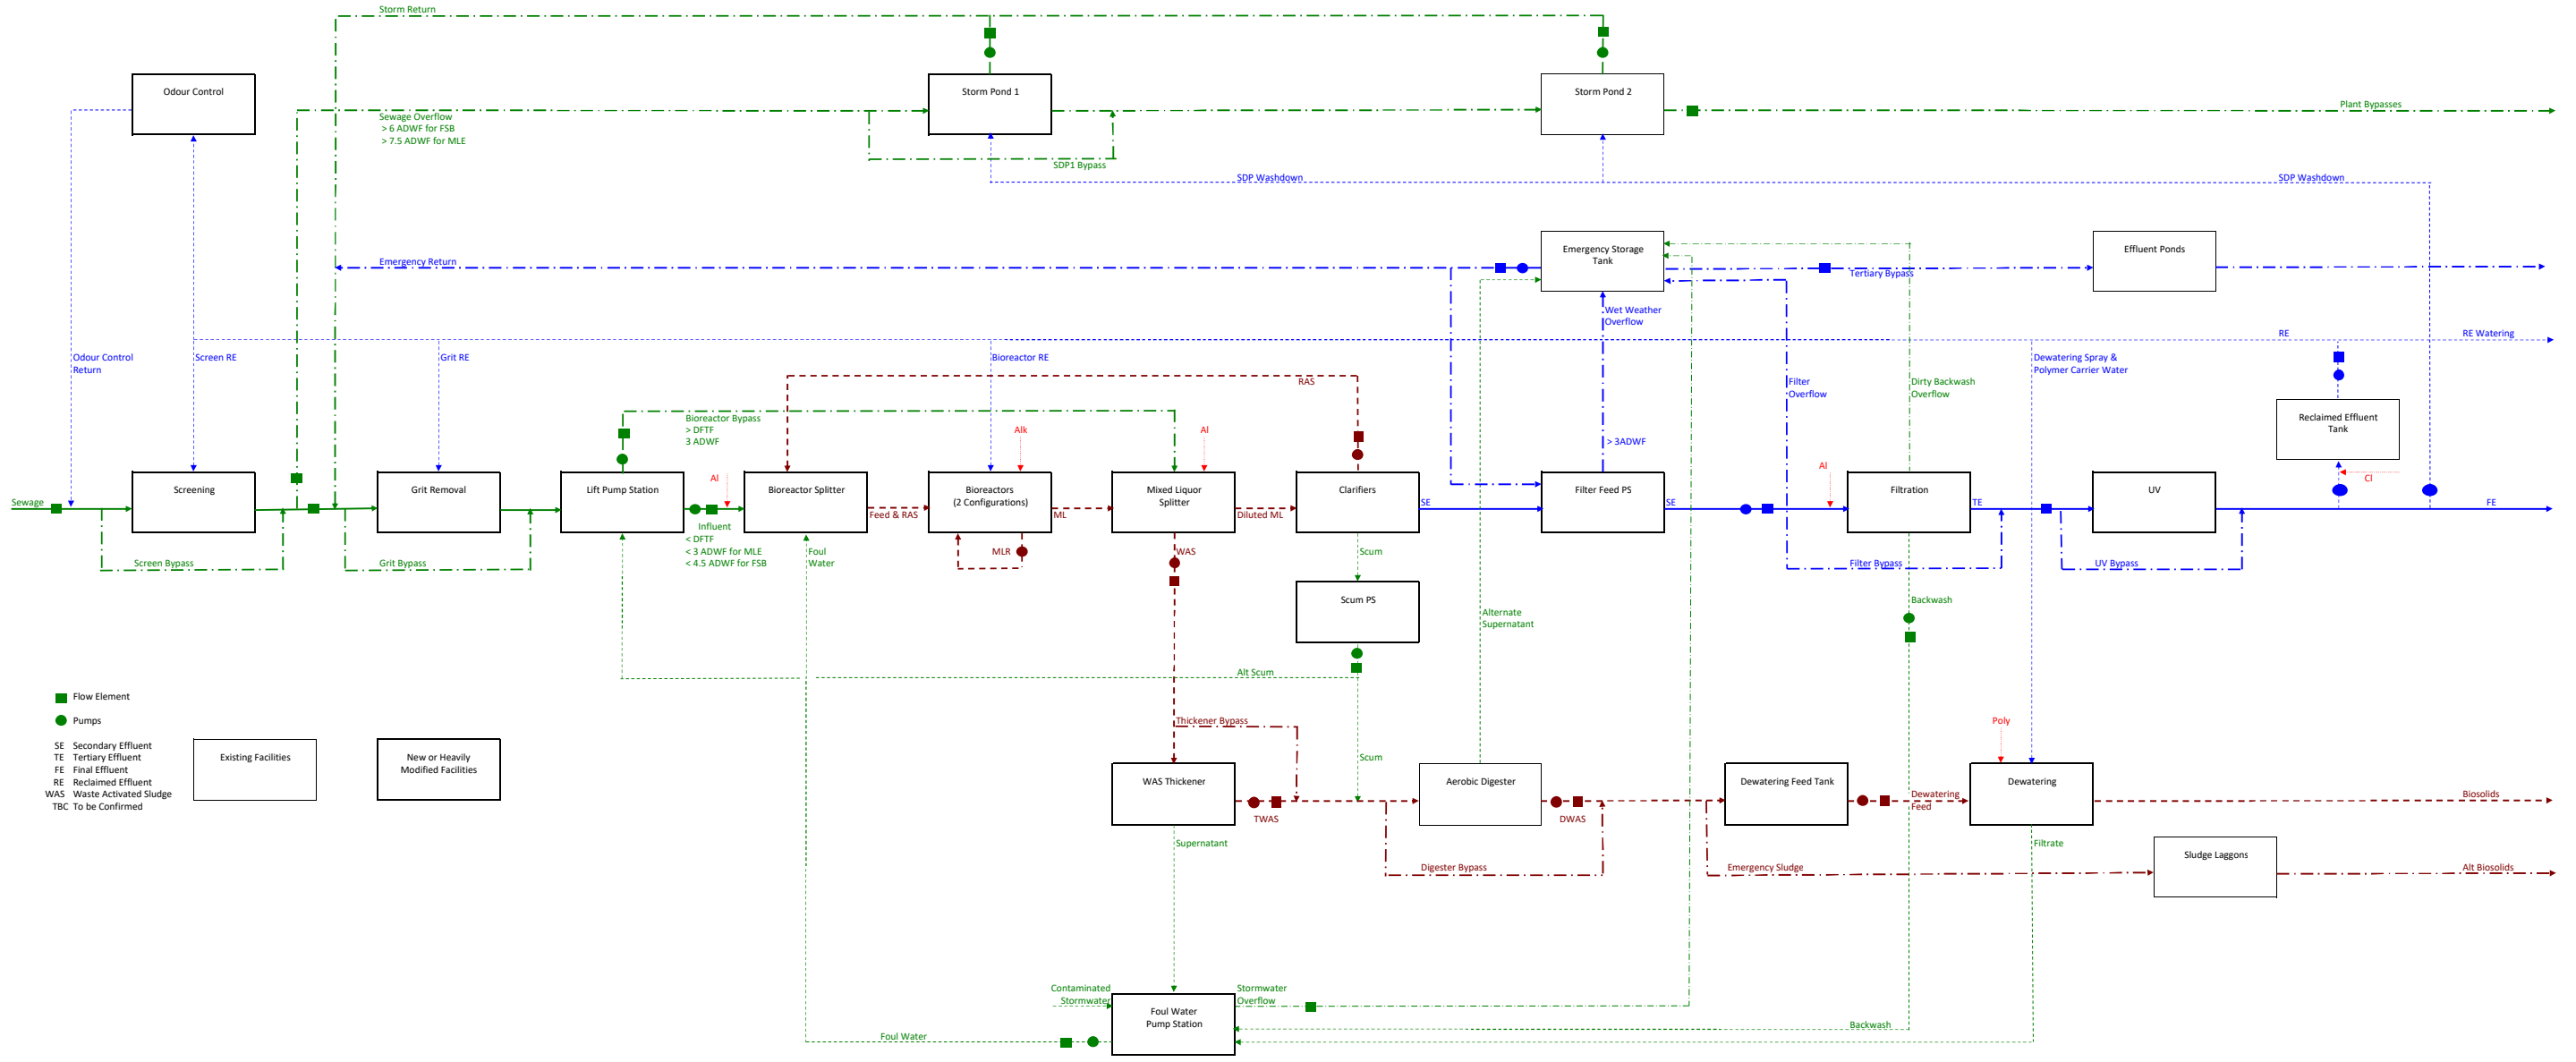 Storm Return
Odour Control
Storm Pond 1
Storm Pond 2
Plant Bypasses
Sewage Overflow
> 6 ADWF for FSB
> 7.5 ADWF for MLE
SDP1 Bypass
SDP Washdown
SDP Washdown
Emergency Storage
Tank
Effluent Ponds
Emergency Return
Tertiary Bypass
Wet Weather
Overflow
RE
RE Watering
Odour Control
Return
Screen RE
Grit RE
Bioreactor RE
Dewatering Spray &
Polymer Carrier Water
RAS
Filter
Overflow
Dirty Backwash
Overflow
Bioreactor Bypass
> DFTF
3 ADWF
Alk
Al
> 3ADWF
Reclaimed Effluent
Tank
Al
Al
Cl
Sewage
Screening
Grit Removal
Lift Pump Station
Bioreactor Splitter
Bioreactors
(2 Configurations)
Mixed Liquor
Splitter
Clarifiers
Filter Feed PS
Filtration
UV
Feed & RAS
ML
Diluted ML
SE
SE
TE
FE
Influent
< DFTF
< 3 ADWF for MLE
< 4.5 ADWF for FSB
Foul
Water
MLR
WAS
Scum
Screen Bypass
Grit Bypass
Filter Bypass
UV Bypass
Scum PS
Alternate
Supernatant
Backwash
Alt Scum
Flow Element
Pumps
Thickener Bypass
Poly
SE Secondary Effluent
TE Tertiary Effluent
FE Final Effluent
RE Reclaimed Effluent
WAS Waste Activated Sludge
TBC To be Confirmed
Existing Facilities
New or Heavily
Modified Facilities
Scum
WAS Thickener
Aerobic Digester
Dewatering Feed Tank
Dewatering
TWAS
DWAS
Dewatering
Feed
Biosolids
Supernatant
Filtrate
Digester Bypass
Emergency Sludge
Sludge Laggons
Alt Biosolids
Contaminated
Stormwater
Stormwater
Overflow
Foul Water
Pump Station
Foul Water
Backwash